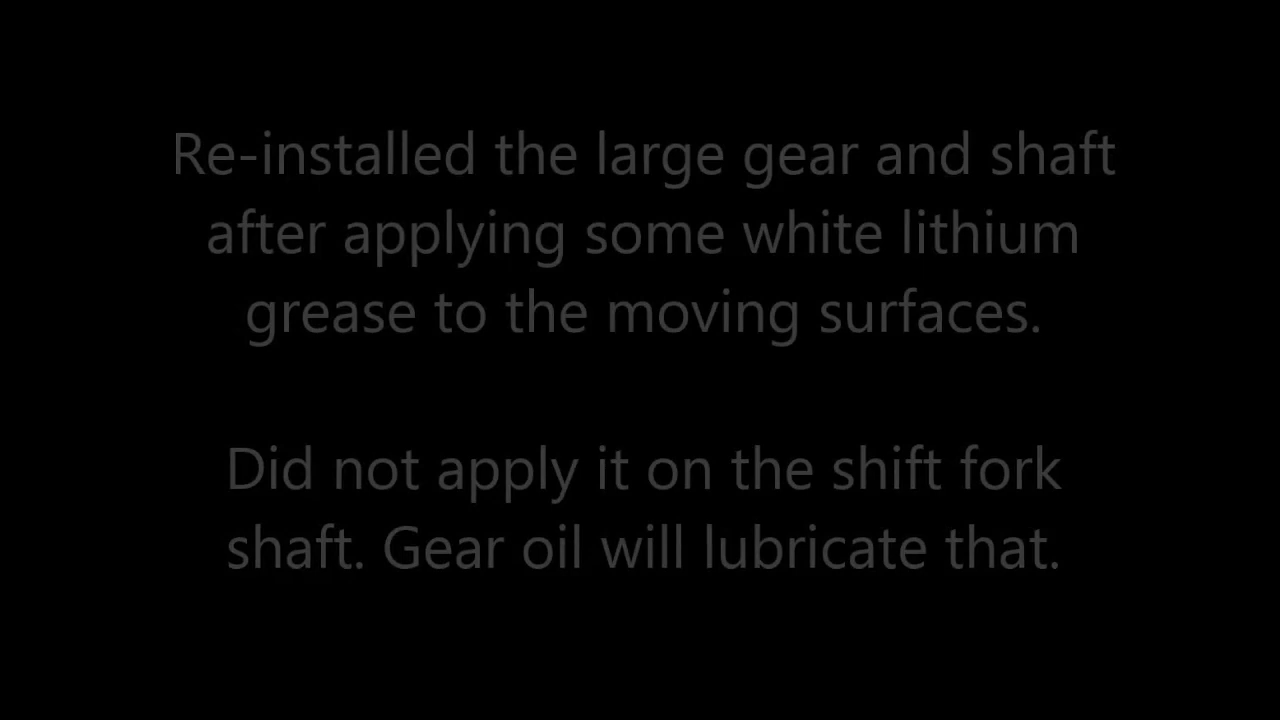 Re-installed the large gear and shaft
after applying some white lithium
grease to the moving surfaces.
Did not apply it on the shift fork
shaft. Gear oil will lubricate that.